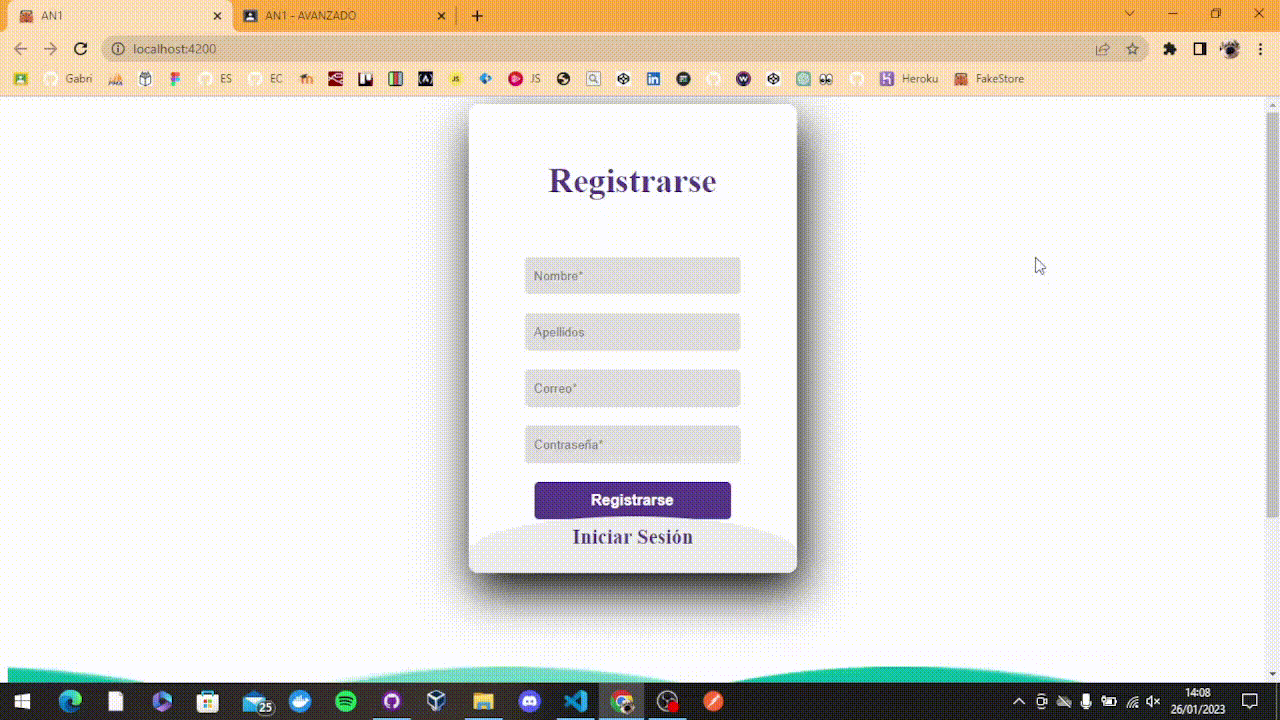 AN1
AN1 - AVANZADO
localhost:4200
Gabri
ES
EC
JS
JS
Heroku
FakeStore
Registrarse
Nombre*
Apellidos
Correo*
Contraseña*
Registrarse
Iniciar Sesión
25
14:08
26/01/2023